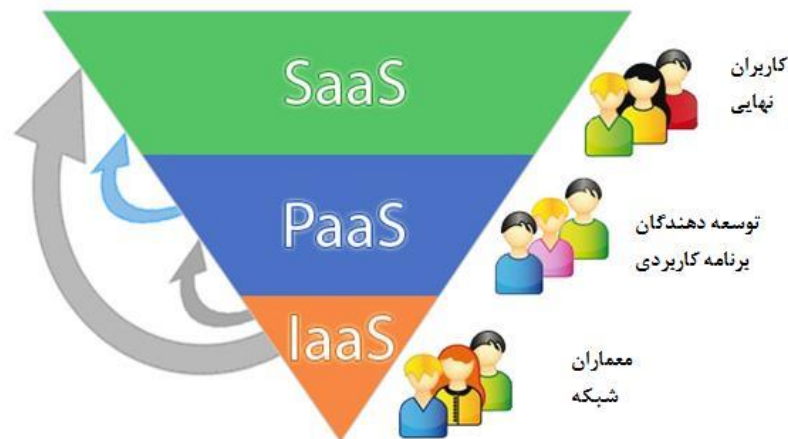 SaaS
کاربران
نهایی
PaaS
توسعه دهندگان
برنامه کاربردی
IaaS
معماران
شبکه